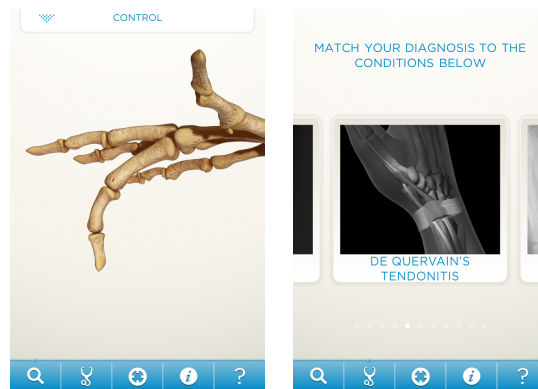 CONTROL
MATCH YOUR DIAGNOSIS TO THE
CONDITIONS BELOW
DE QUERVAIN'S
TENDONITIS
i ?
i ?